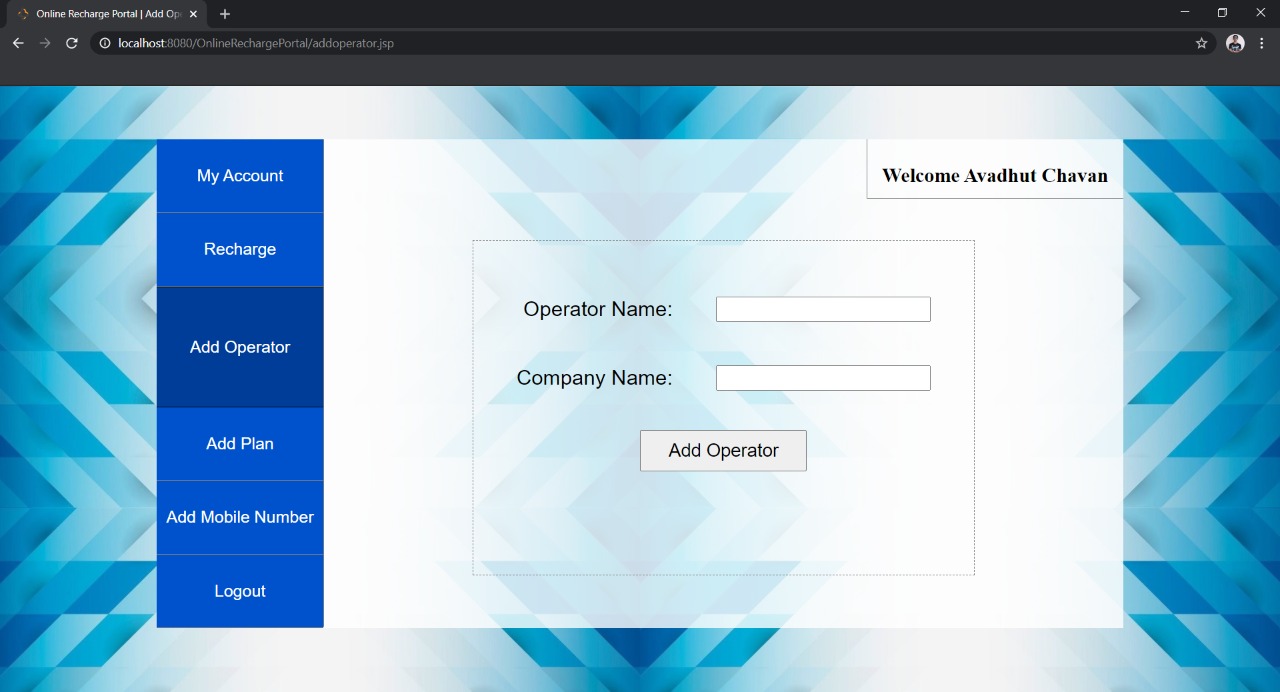 Online Recharge Portal | Add Op
localhost:8080/OnlineRechargePortal/addoperator.jsp
My Account
Recharge
Add Operator
Add Plan
Add Mobile Number
Logout
Welcome Avadhut Chavan
Operator Name:
Company Name:
Add Operator